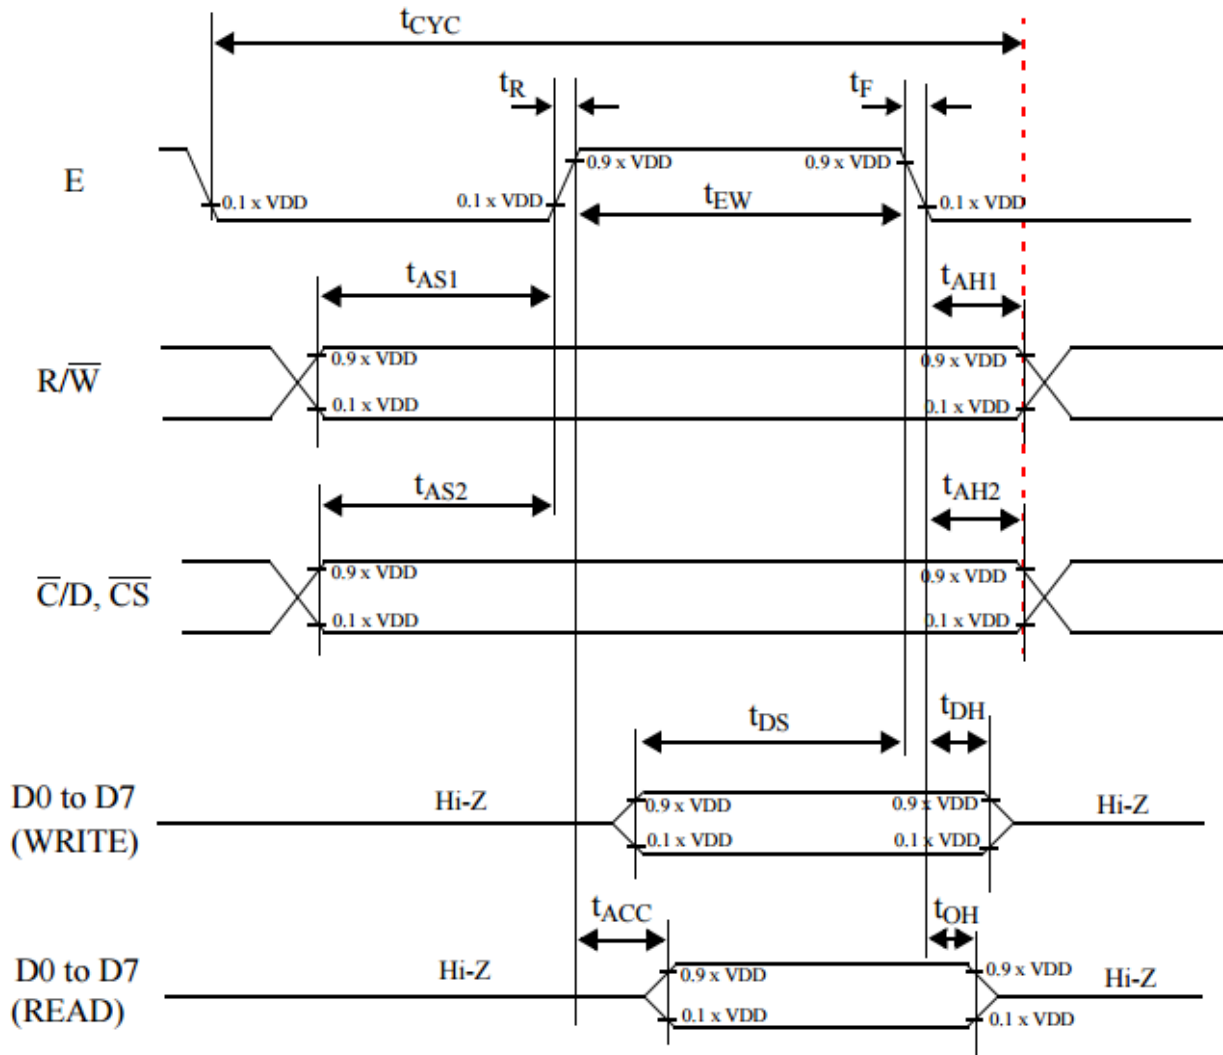 tCYC
tR
tF
E
0.9 x VDD
0.9 x VDD
0.1 x VDD
0.1 x VDD
tEW
0.1 x VDD
tAS1
tAH1
R/W̅
0.9 x VDD
0.9 x VDD
0.1 x VDD
0.1 x VDD
tAS2
tAH2
C̅/D, C̅S̅
0.9 x VDD
0.9 x VDD
0.1 x VDD
0.1 x VDD
tDS
tDH
D0 to D7
(WRITE)
Hi-Z
0.9 x VDD
0.9 x VDD
Hi-Z
0.1 x VDD
0.1 x VDD
tACC
tOH
D0 to D7
(READ)
Hi-Z
0.9 x VDD
0.9 x VDD
Hi-Z
0.1 x VDD
0.1 x VDD